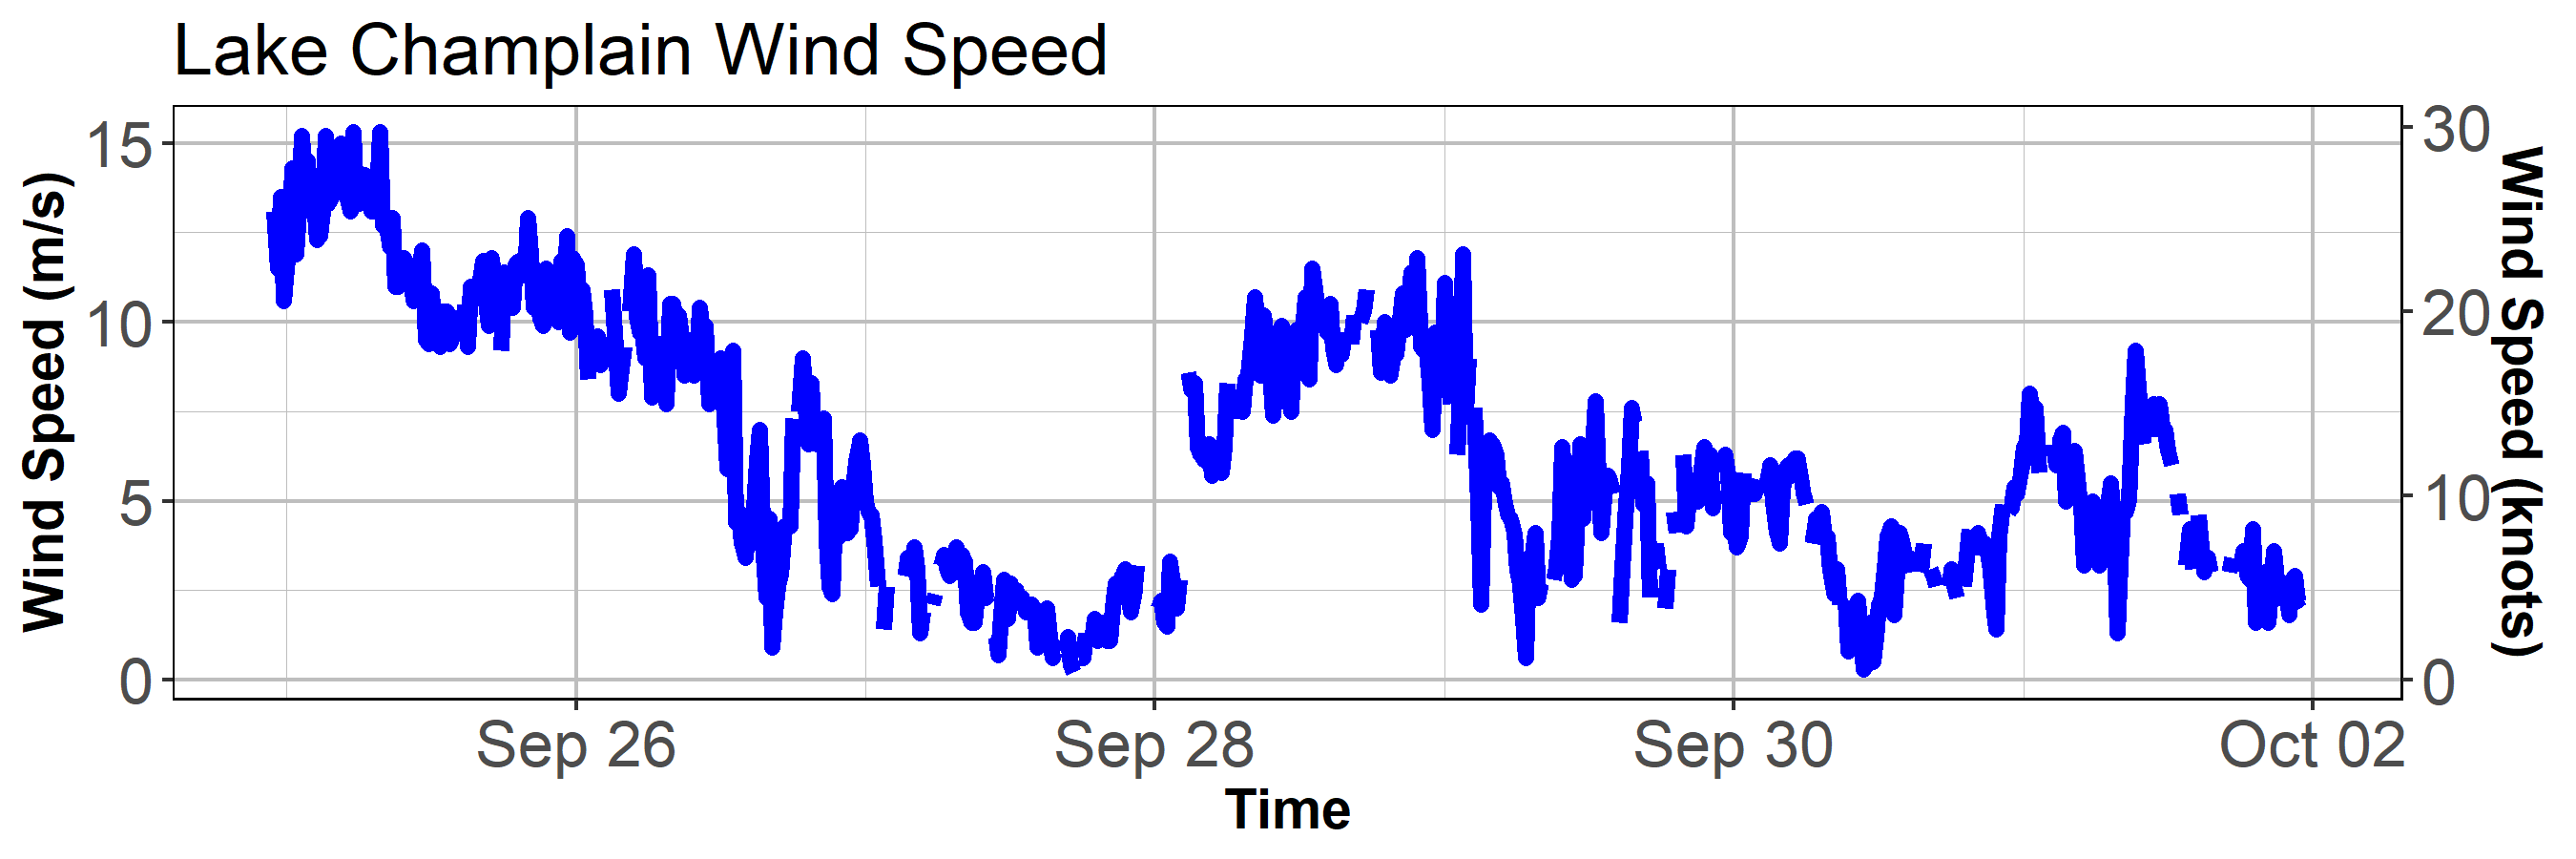 Lake Champlain Wind Speed
Wind Speed (m/s)
15
10
5
0
30
20
10
0
Wind Speed (knots)
Sep 26
Sep 28
Sep 30
Oct 02
Time